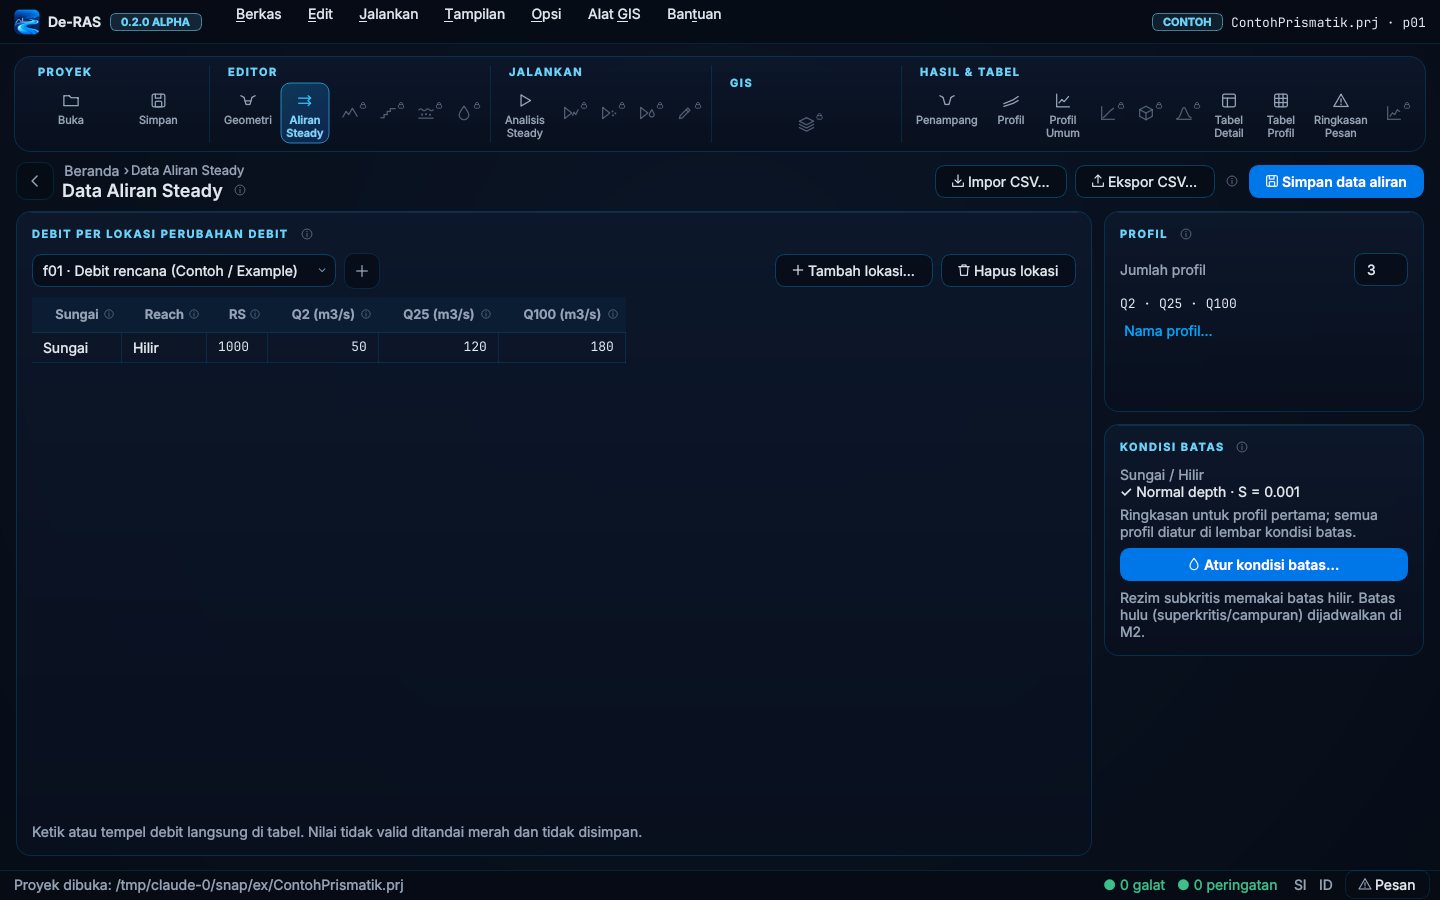 De-RAS 0.2.0 ALPHA Berkas Edit Jalankan Tampilan Opsi Alat GIS Bantuan CONTOH ContohPrismatik.prj · p01
PROYEK EDITOR JALANKAN GIS HASIL & TABEL
Buka Simpan Geometri Aliran Steady Analisis Steady Penampang Profil Profil Umum Tabel Detail Tabel Profil Ringkasan Pesan
Beranda › Data Aliran Steady
Data Aliran Steady
Impor CSV... Ekspor CSV... Simpan data aliran
DEBIT PER LOKASI PERUBAHAN DEBIT
f01 · Debit rencana (Contoh / Example)
+ Tambah lokasi... Hapus lokasi
Sungai Reach RS Q2 (m3/s) Q25 (m3/s) Q100 (m3/s)
Sungai Hilir 1000 50 120 180
Ketik atau tempel debit langsung di tabel. Nilai tidak valid ditandai merah dan tidak disimpan.
PROFIL
Jumlah profil 3
Q2 · Q25 · Q100
Nama profil...
KONDISI BATAS
Sungai / Hilir
✓ Normal depth · S = 0.001
Ringkasan untuk profil pertama; semua
profil diatur di lembar kondisi batas.
Atur kondisi batas...
Rezim subkritis memakai batas hilir. Batas
hulu (superkritis/campuran) dijadwalkan di
M2.
Proyek dibuka: /tmp/claude-0/snap/ex/ContohPrismatik.prj
0 galat 0 peringatan SI ID Pesan